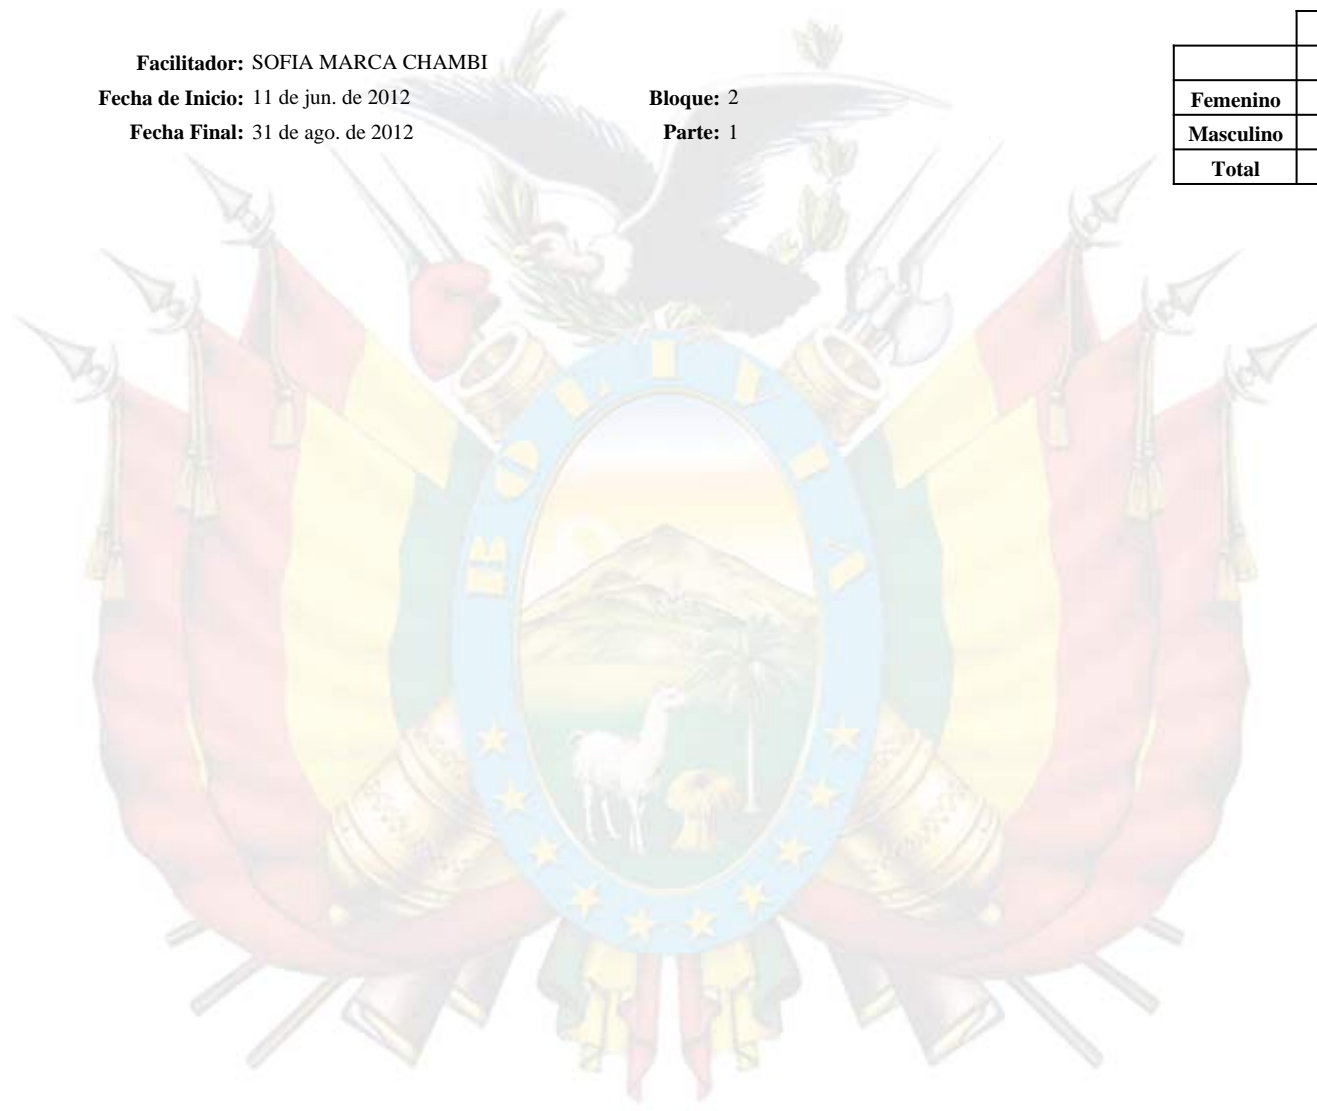 Facilitador: SOFIA MARCA CHAMBI
Fecha de Inicio: 11 de jun. de 2012 Bloque: 2
Fecha Final: 31 de ago. de 2012 Parte: 1
Femenino
Masculino
Total
BOLIVIA